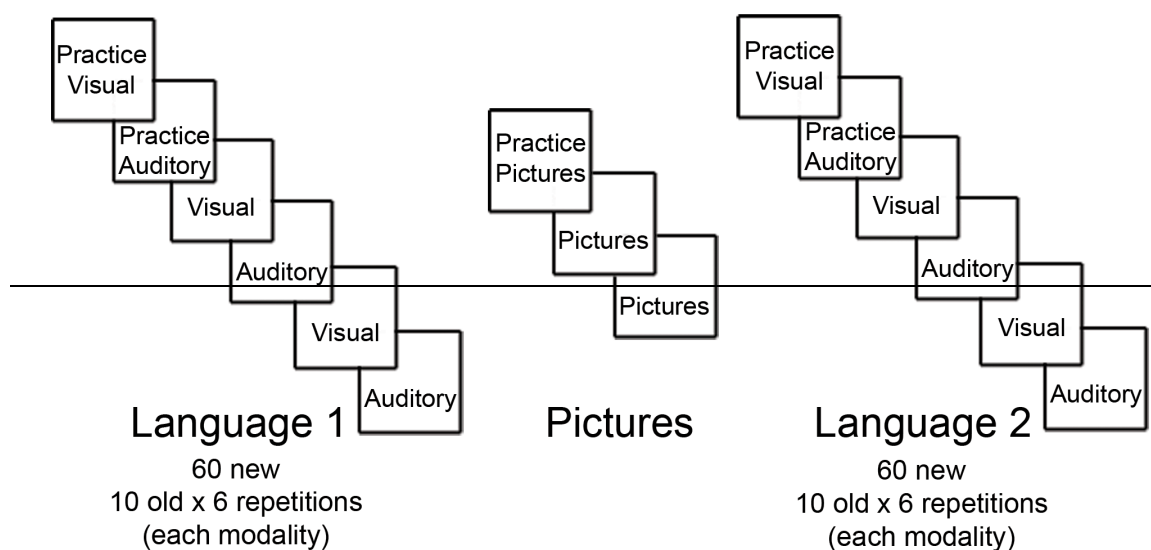 Practice
Visual
Practice
Auditory
Visual
Auditory
Visual
Auditory
Language 1
60 new
10 old x 6 repetitions
(each modality)
Practice
Pictures
Pictures
Pictures
Pictures
Practice
Visual
Practice
Auditory
Visual
Auditory
Visual
Auditory
Language 2
60 new
10 old x 6 repetitions
(each modality)